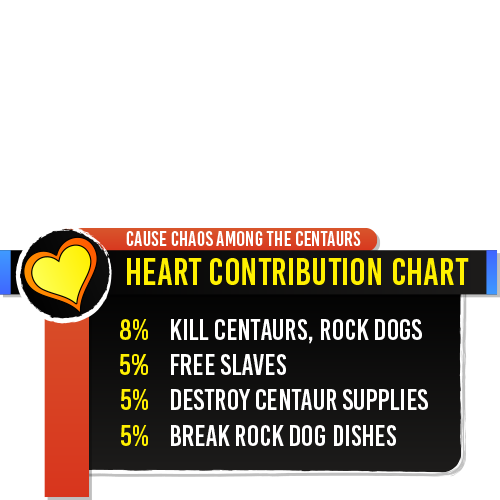 CAUSE CHAOS AMONG THE CENTAURS
HEART CONTRIBUTION CHART
8% KILL CENTAURS, ROCK DOGS
5% FREE SLAVES
5% DESTROY CENTAUR SUPPLIES
5% BREAK ROCK DOG DISHES